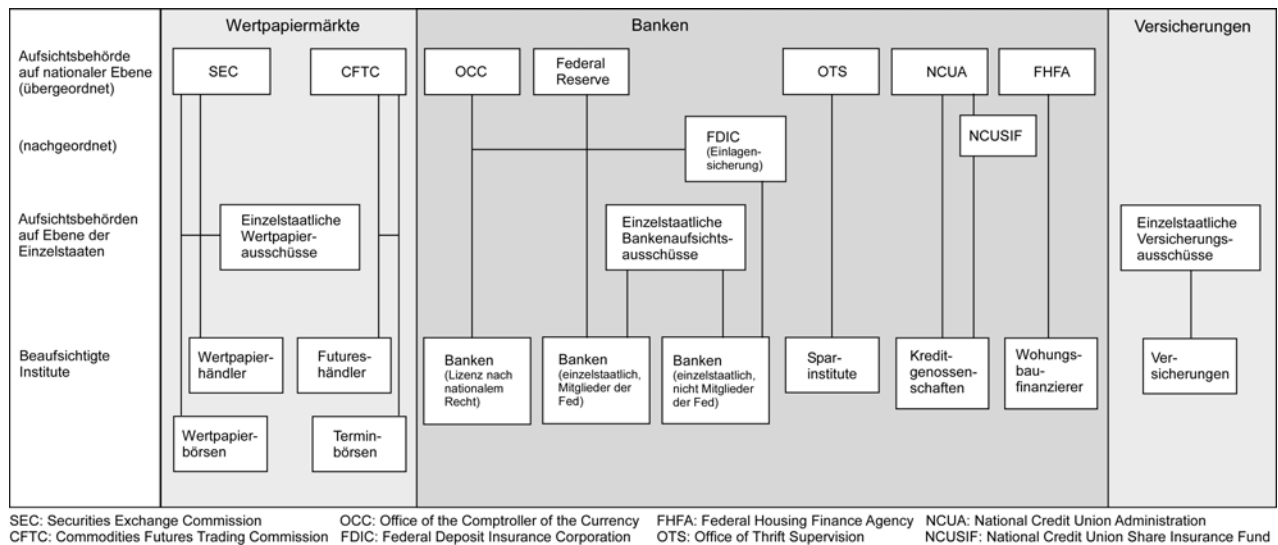 Wertpapiermärkte
Banken
Versicherungen
Aufsichtsbehörde
auf nationaler Ebene
(übergeordnet)
SEC
CFTC
OCC
Federal
Reserve
OTS
NCUA
FHFA
(nachgeordnet)
FDIC
(Einlagen-
sicherung)
NCUSIF
Aufsichtsbehörden
auf Ebene der
Einzelstaaten
Einzelstaatliche
Wertpapier-
ausschüsse
Einzelstaatliche
Bankenaufsichts-
ausschüsse
Einzelstaatliche
Versicherungs-
ausschüsse
Beaufsichtigte
Institute
Wertpapier-
händler
Futures-
händler
Banken
(Lizenz nach
nationalem
Recht)
Banken
(einzelstaatlich,
Mitglieder der
Fed)
Banken
(einzelstaatlich,
nicht Mitglieder
der Fed)
Spar-
institute
Kredit-
genossen-
schaften
Wohungs-
bau-
finanzierer
Ver-
sicherungen
Wertpapier-
börsen
Termin-
börsen
SEC: Securities Exchange Commission
OCC: Office of the Comptroller of the Currency
FHFA: Federal Housing Finance Agency
NCUA: National Credit Union Administration
CFTC: Commodities Futures Trading Commission
FDIC: Federal Deposit Insurance Corporation
OTS: Office of Thrift Supervision
NCUSIF: National Credit Union Share Insurance Fund